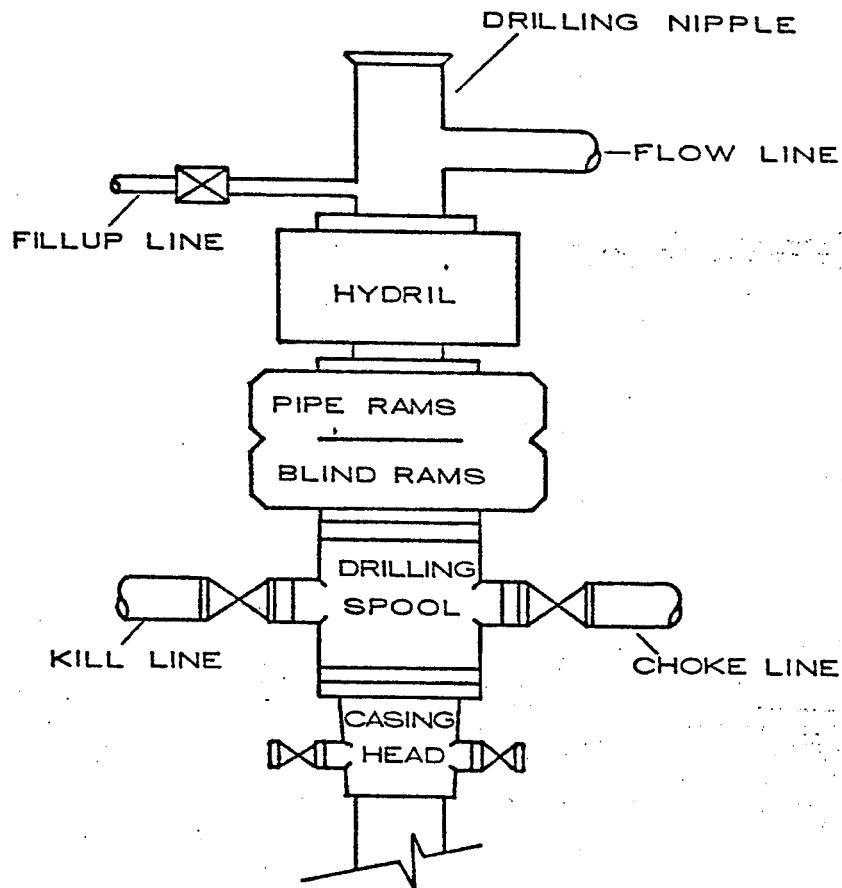 DRILLING NIPPLE
FLOW LINE
FILLUP LINE
HYDRIL
PIPE RAMS
BLIND RAMS
DRILLING
SPOOL
KILL LINE
CHOKE LINE
CASING
HEAD